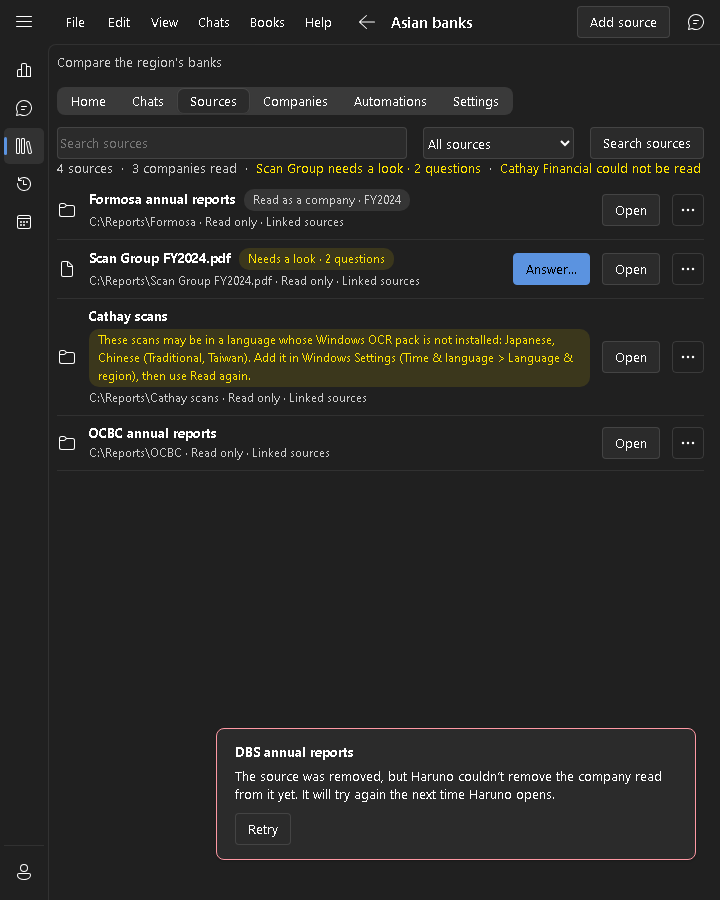 File Edit View Chats Books Help Asian banks Add source
Compare the region's banks
Home Chats Sources Companies Automations Settings
Search sources All sources Search sources
4 sources · 3 companies read · Scan Group needs a look · 2 questions · Cathay Financial could not be read
Formosa annual reports Read as a company · FY2024
C:\Reports\Formosa · Read only · Linked sources
Open
Scan Group FY2024.pdf Needs a look · 2 questions
C:\Reports\Scan Group FY2024.pdf · Read only · Linked sources
Answer... Open
Cathay scans
These scans may be in a language whose Windows OCR pack is not installed: Japanese,
Chinese (Traditional, Taiwan). Add it in Windows Settings (Time & language > Language &
region), then use Read again.
C:\Reports\Cathay scans · Read only · Linked sources
Open
OCBC annual reports
C:\Reports\OCBC · Read only · Linked sources
Open
DBS annual reports
The source was removed, but Haruno couldn't remove the company read
from it yet. It will try again the next time Haruno opens.
Retry